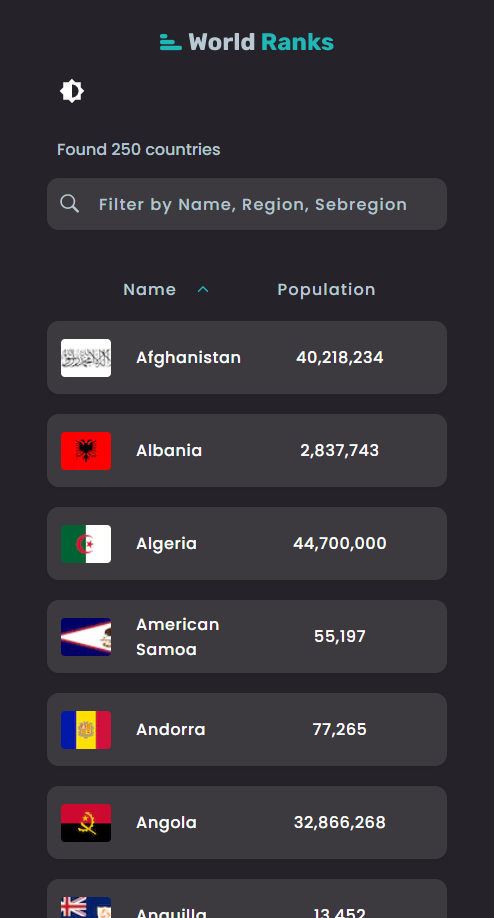 World Ranks
Found 250 countries
Filter by Name, Region, Sebregion
Name Population
Afghanistan 40,218,234
Albania 2,837,743
Algeria 44,700,000
American
Samoa 55,197
Andorra 77,265
Angola 32,866,268
Anguilla 13,452